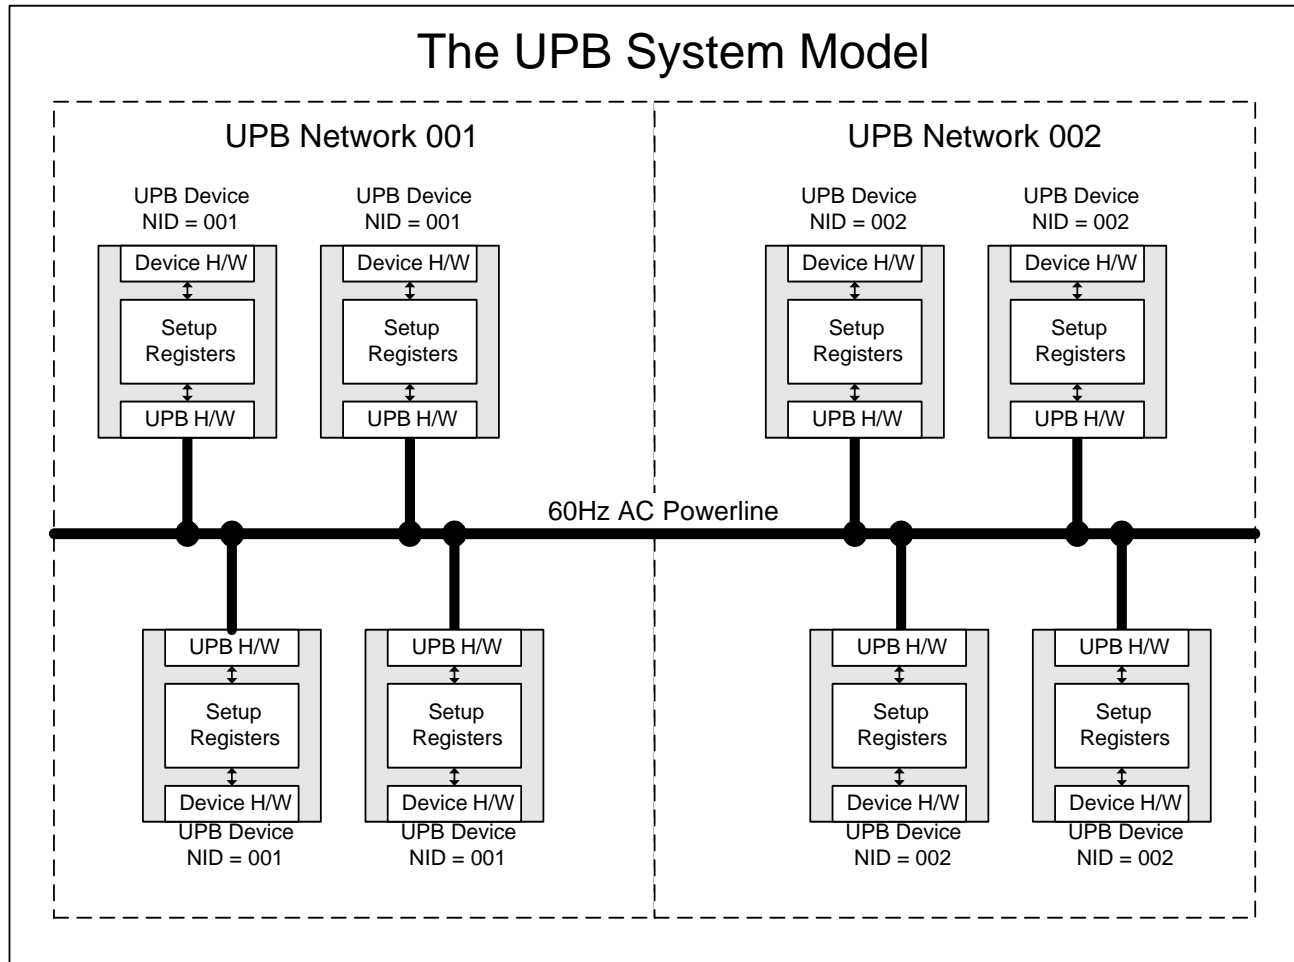 The UPB System Model
UPB Network 001
UPB Network 002
UPB Device
NID = 001
UPB Device
NID = 001
UPB Device
NID = 002
UPB Device
NID = 002
Device H/W
Setup
Registers
UPB H/W
Device H/W
Setup
Registers
UPB H/W
Device H/W
Setup
Registers
UPB H/W
Device H/W
Setup
Registers
UPB H/W
60Hz AC Powerline
UPB H/W
Setup
Registers
Device H/W
UPB Device
NID = 001
UPB H/W
Setup
Registers
Device H/W
UPB Device
NID = 001
UPB H/W
Setup
Registers
Device H/W
UPB Device
NID = 002
UPB H/W
Setup
Registers
Device H/W
UPB Device
NID = 002